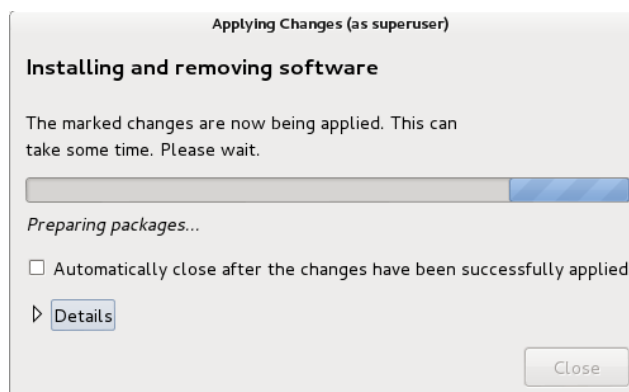 Applying Changes (as superuser)
Installing and removing software
The marked changes are now being applied. This can
take some time. Please wait.
Preparing packages...
Automatically close after the changes have been successfully applied
Details
Close